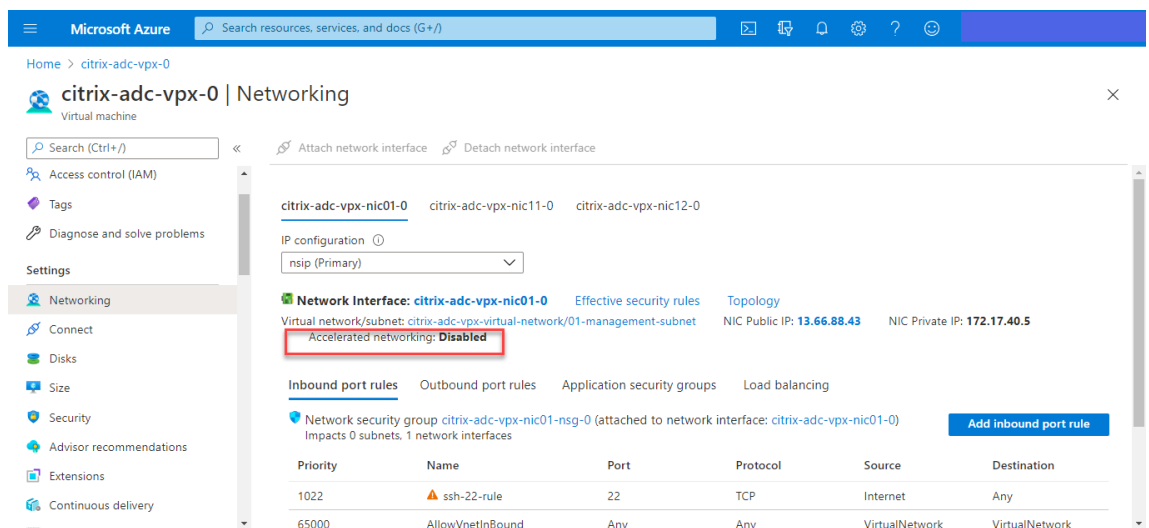 Microsoft Azure
Search resources, services, and docs (G+/)
Home > citrix-adc-vpx-0
citrix-adc-vpx-0 | Networking
Virtual machine
Search (Ctrl+/)
«
Attach network interface
Detach network interface
Access control (IAM)
Tags
Diagnose and solve problems
Settings
Networking
Connect
Disks
Size
Security
Advisor recommendations
Extensions
Continuous delivery
citrix-adc-vpx-nic01-0 citrix-adc-vpx-nic11-0 citrix-adc-vpx-nic12-0
IP configuration
nsip (Primary)
Network Interface: citrix-adc-vpx-nic01-0 Effective security rules Topology
Virtual network/subnet: citrix-adc-vpx-virtual-network/01-management-subnet NIC Public IP: 13.66.88.43 NIC Private IP: 172.17.40.5
Accelerated networking: Disabled
Inbound port rules Outbound port rules Application security groups Load balancing
Network security group citrix-adc-vpx-nic01-nsg-0 (attached to network interface: citrix-adc-vpx-nic01-0)
Impacts 0 subnets, 1 network interfaces
Add inbound port rule
Priority Name Port Protocol Source Destination
1022 ssh-22-rule 22 TCP Internet Any
65000 AllowVnetInBound Any Any VirtualNetwork VirtualNetwork